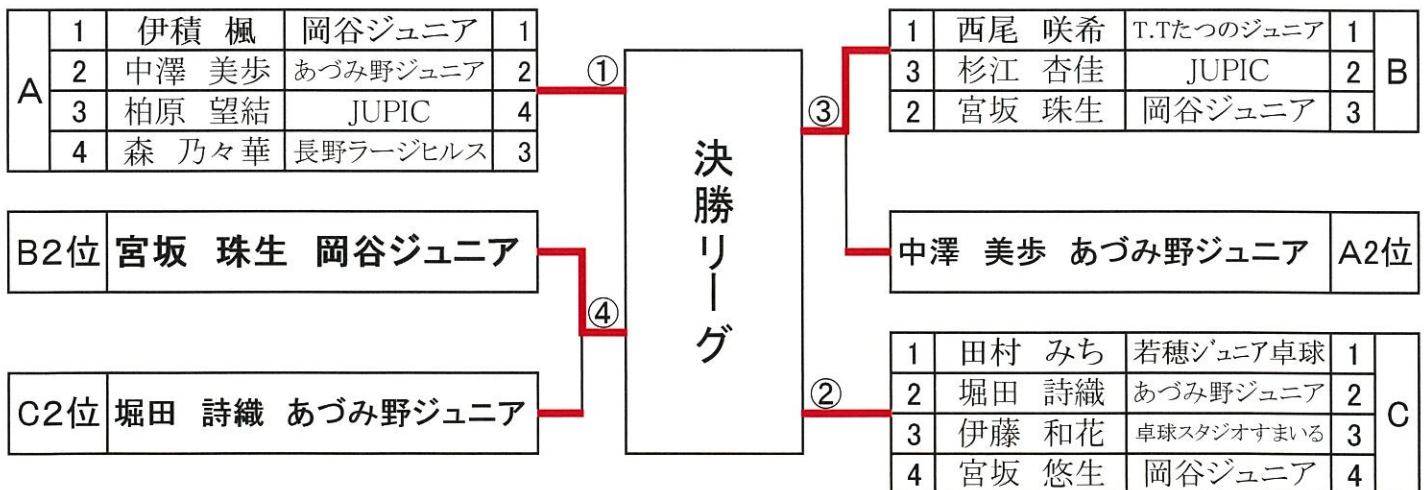 A
1 伊積 楓 岡谷ジュニア 1
2 中澤 美歩 あづみ野ジュニア 2
3 柏原 望結 JUPIC 4
4 森 乃々華 長野ラージヒルス 3
B2位 宮坂 珠生 岡谷ジュニア
C2位 堀田 詩織 あづみ野ジュニア
①
④
決勝リーグ
③
②
1 西尾 咲希 T.Tたつのジュニア 1
3 杉江 杏佳 JUPIC 2
2 宮坂 珠生 岡谷ジュニア 3
B
中澤 美歩 あづみ野ジュニア A2位
1 田村 みち 若穂ジュニア卓球 1
2 堀田 詩織 あづみ野ジュニア 2
3 伊藤 和花 卓球スタジオすまいる 3
4 宮坂 悠生 岡谷ジュニア 4
C